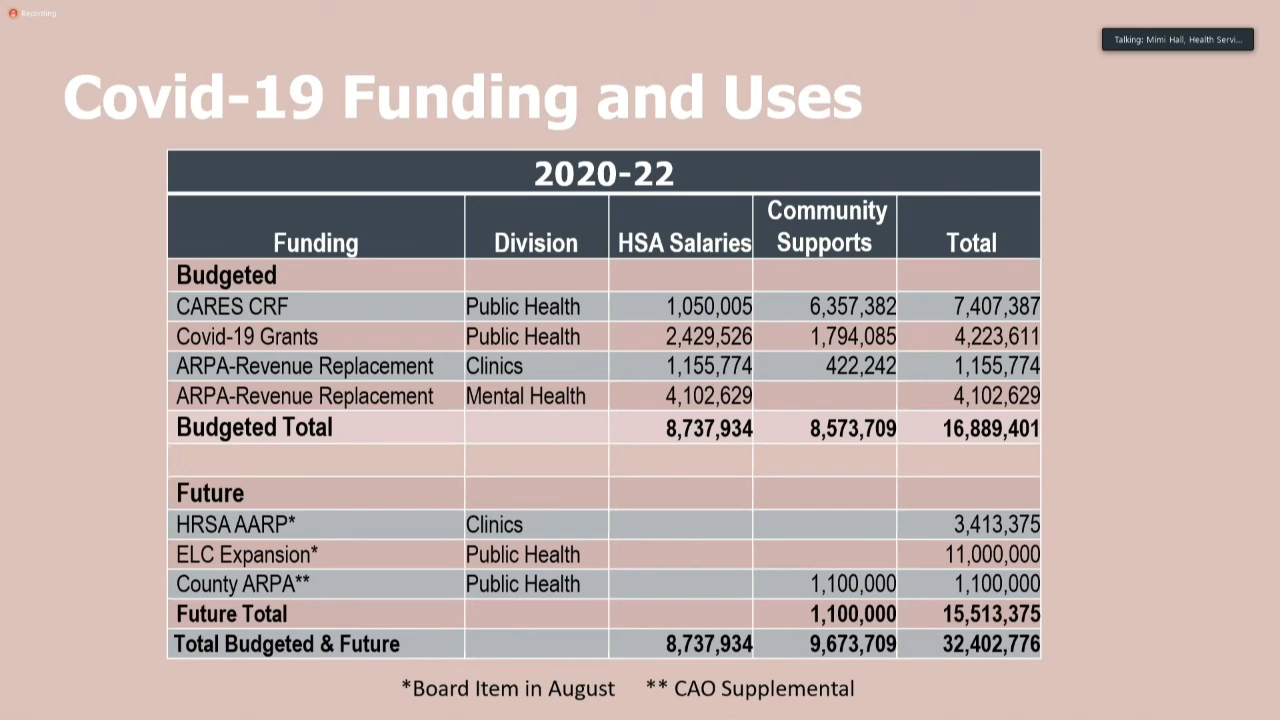 Recording
Talking: Mimi Hall, Health Servi...
Covid-19 Funding and Uses
2020-22
Funding Division HSA Salaries Community Supports Total
Budgeted
CARES CRF Public Health 1,050,005 6,357,382 7,407,387
Covid-19 Grants Public Health 2,429,526 1,794,085 4,223,611
ARPA-Revenue Replacement Clinics 1,155,774 422,242 1,155,774
ARPA-Revenue Replacement Mental Health 4,102,629 4,102,629
Budgeted Total 8,737,934 8,573,709 16,889,401
Future
HRSA AARP* Clinics 3,413,375
ELC Expansion* Public Health 11,000,000
County ARPA** Public Health 1,100,000 1,100,000
Future Total 1,100,000 15,513,375
Total Budgeted & Future 8,737,934 9,673,709 32,402,776
*Board Item in August ** CAO Supplemental